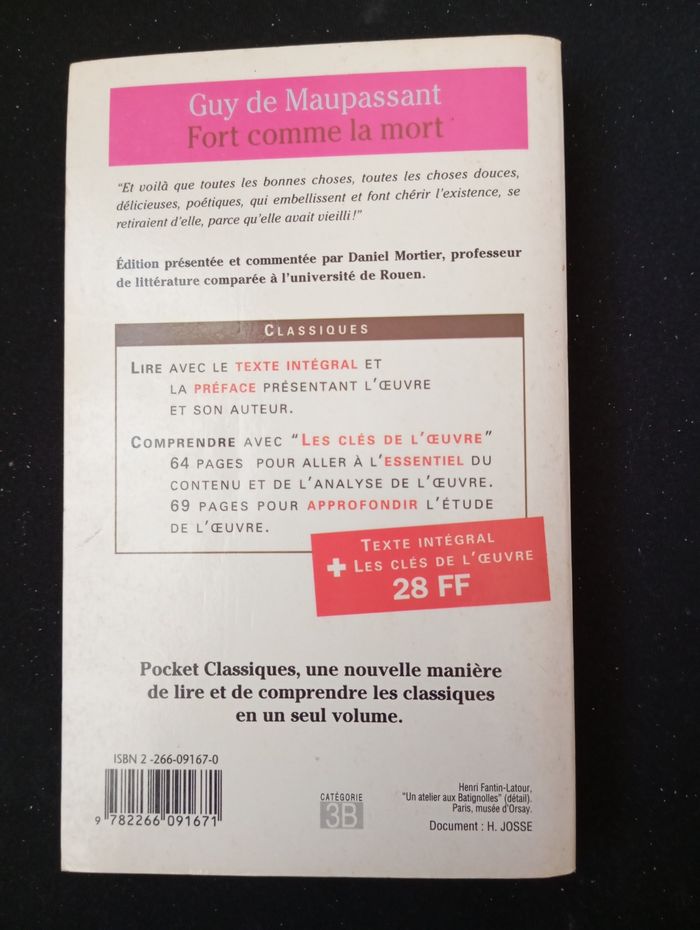 Guy de Maupassant
Fort comme la mort
"Et voilà que toutes les bonnes choses, toutes les choses douces,
délicieuses, poétiques, qui embellissent et font chérir l'existence, se
retiraient d'elle, parce qu'elle avait vieilli!"
Édition présentée et commentée par Daniel Mortier, professeur
de littérature comparée à l'université de Rouen.
CLASSIQUES
LIRE AVEC LE TEXTE INTÉGRAL ET
LA PRÉFACE PRÉSENTANT L'ŒUVRE
ET SON AUTEUR.
COMPRENDRE AVEC "LES CLÉS DE L'ŒUVRE"
64 PAGES POUR ALLER À L'ESSENTIEL DU
CONTENU ET DE L'ANALYSE DE L'ŒUVRE.
69 PAGES POUR APPROFONDIR L'ÉTUDE
DE L'ŒUVRE.
TEXTE INTÉGRAL
+ LES CLÉS DE L'ŒUVRE
28 FF
Pocket Classiques, une nouvelle manière
de lire et de comprendre les classiques
en un seul volume.
ISBN 2 -266-09167-0
9 782266 091671
CATÉGORIE
3B
Henri Fantin-Latour,
"Un atelier aux Batignolles" (détail).
Paris, musée d'Orsay.
Document : H. JOSSE